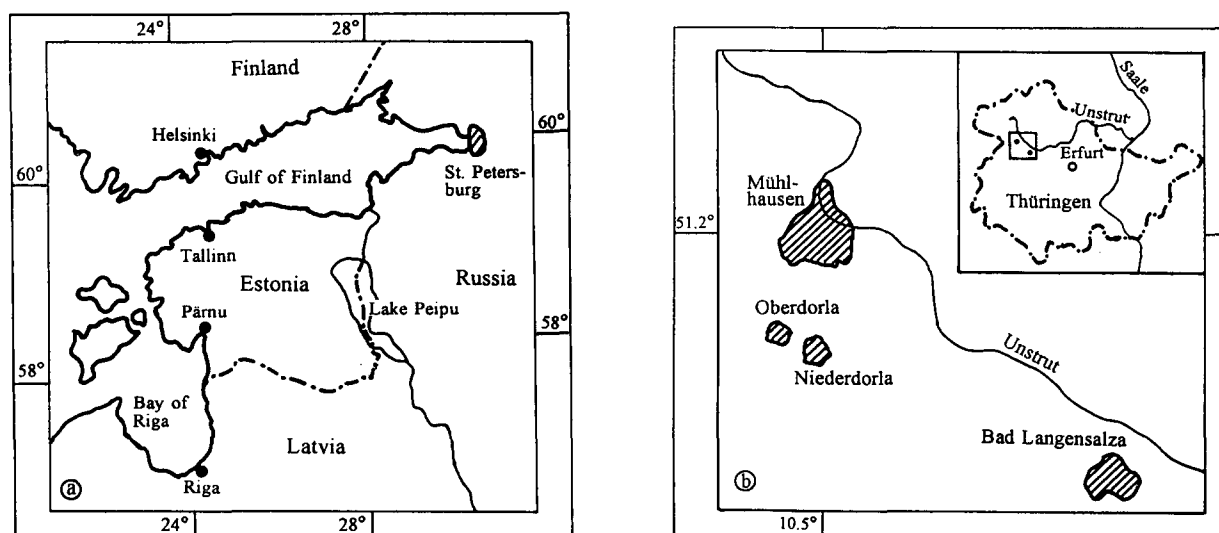 24°
28°
Finland
60°
Helsinki
60°
Gulf of Finland
St. Peters-
burg
Tallinn
Estonia
Russia
Pärnu
Lake Peipu
58°
58°
Bay of
Riga
Latvia
Riga
a
24°
28°
Saale
Unstrut
Erfurt
Thüringen
Mühl-
hausen
51.2°
Oberdorla
Niederdorla
Unstrut
Bad Langensalza
b
10.5°